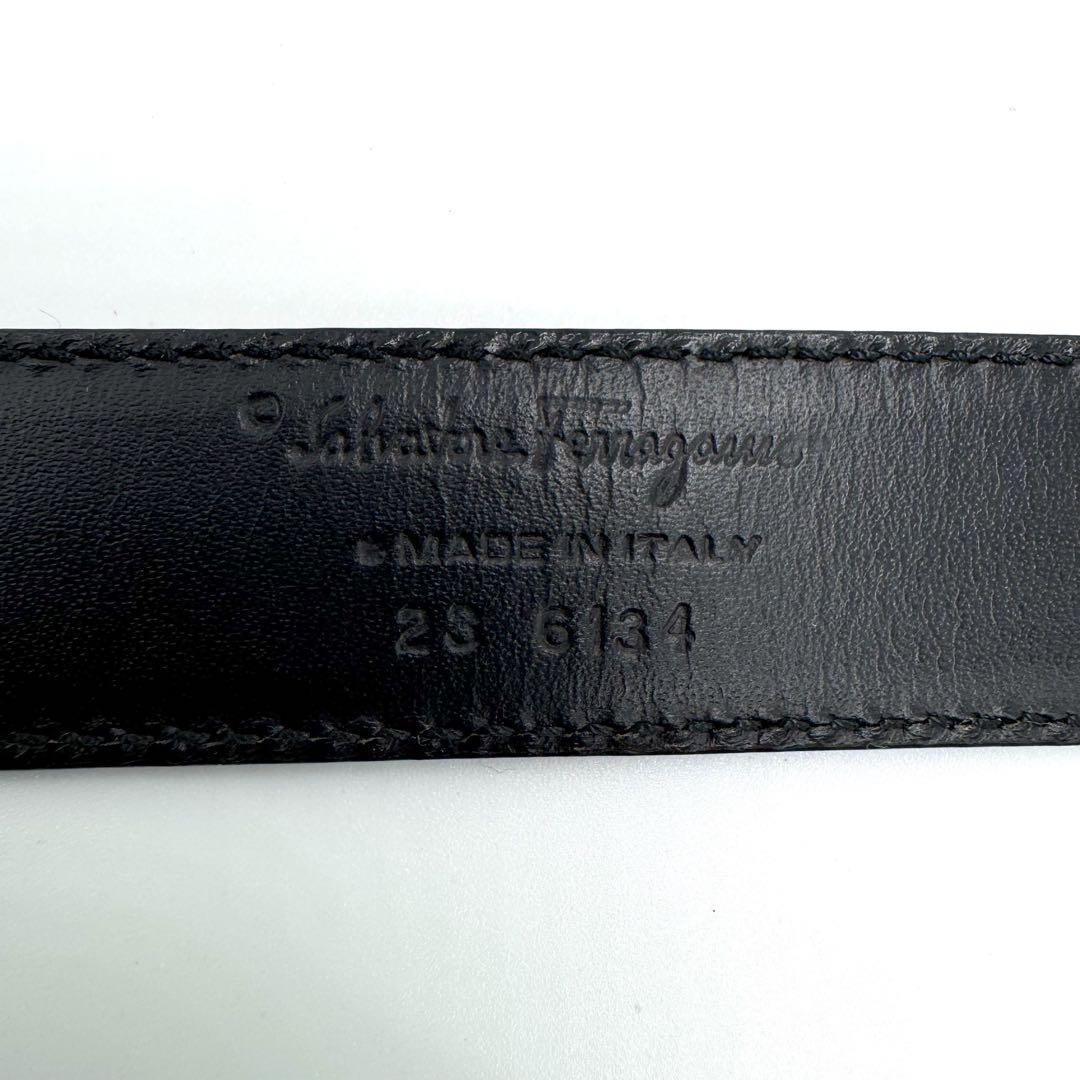 Salvatore Ferragamo
MADE IN ITALY
23 6134